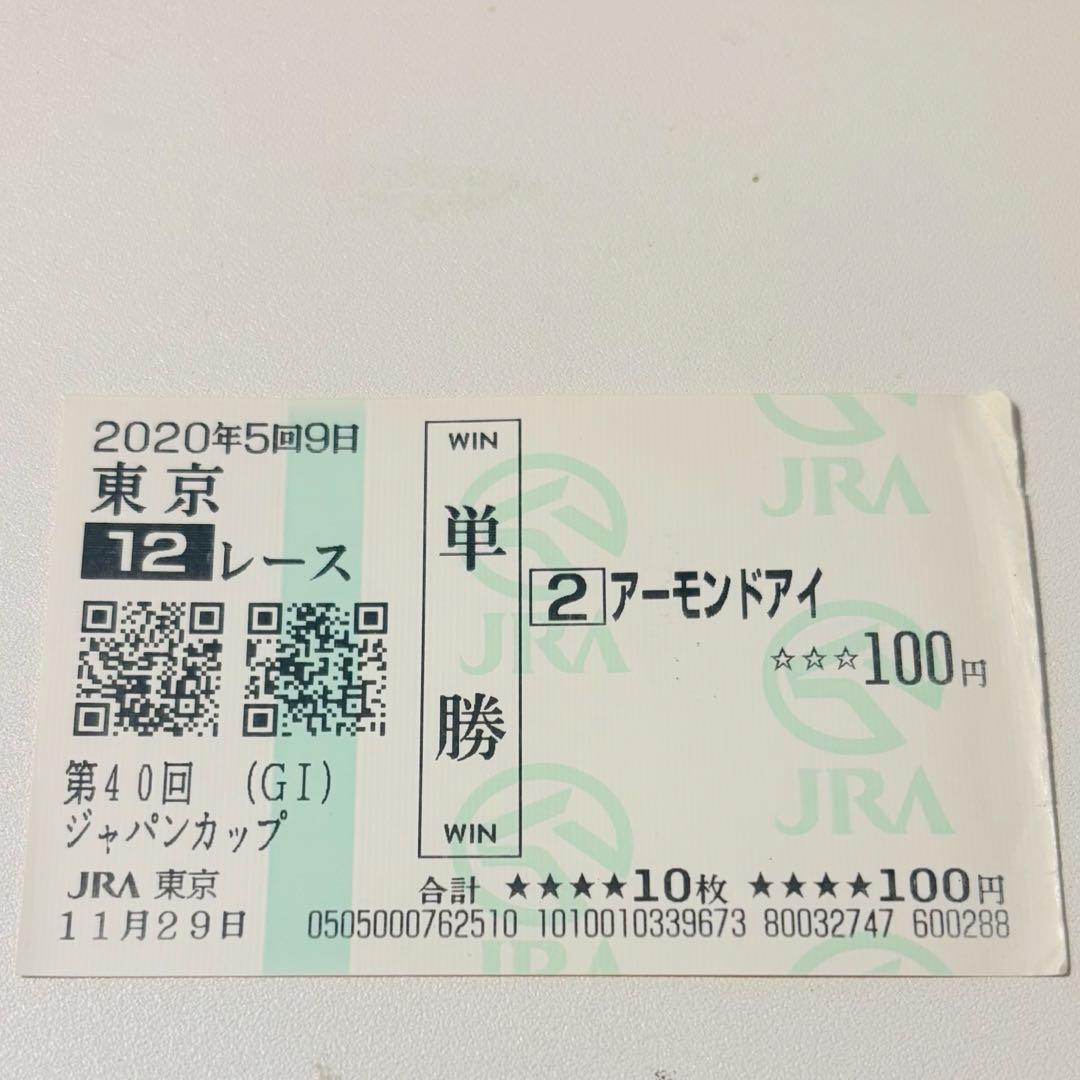 2020年5回9日
東京
12レース
第40回 (GI)
ジャパンカップ
JRA 東京
11月29日
WIN
単勝
WIN
2 アーモンドアイ
☆☆☆100円
合計 ★★★★10枚 ★★★★100円
0505000762510 1010010339673 80032747 600288
JRA
JRA
JRA
JRA